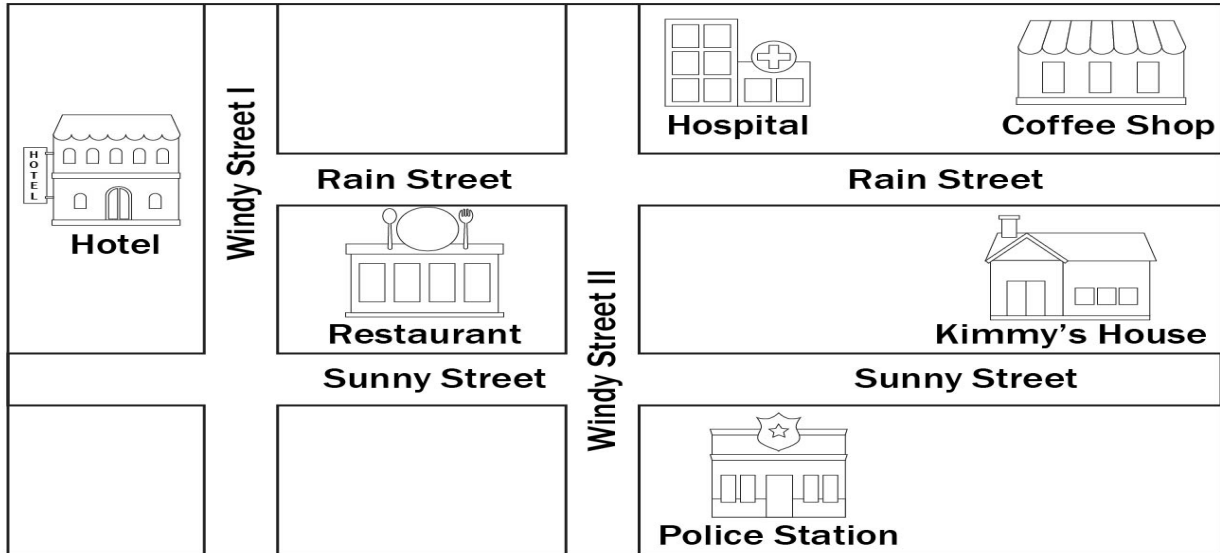 Hospital
Coffee Shop
HOTEL
Hotel
Windy Street I
Rain Street
Rain Street
Restaurant
Windy Street II
Kimmy's House
Sunny Street
Sunny Street
Police Station